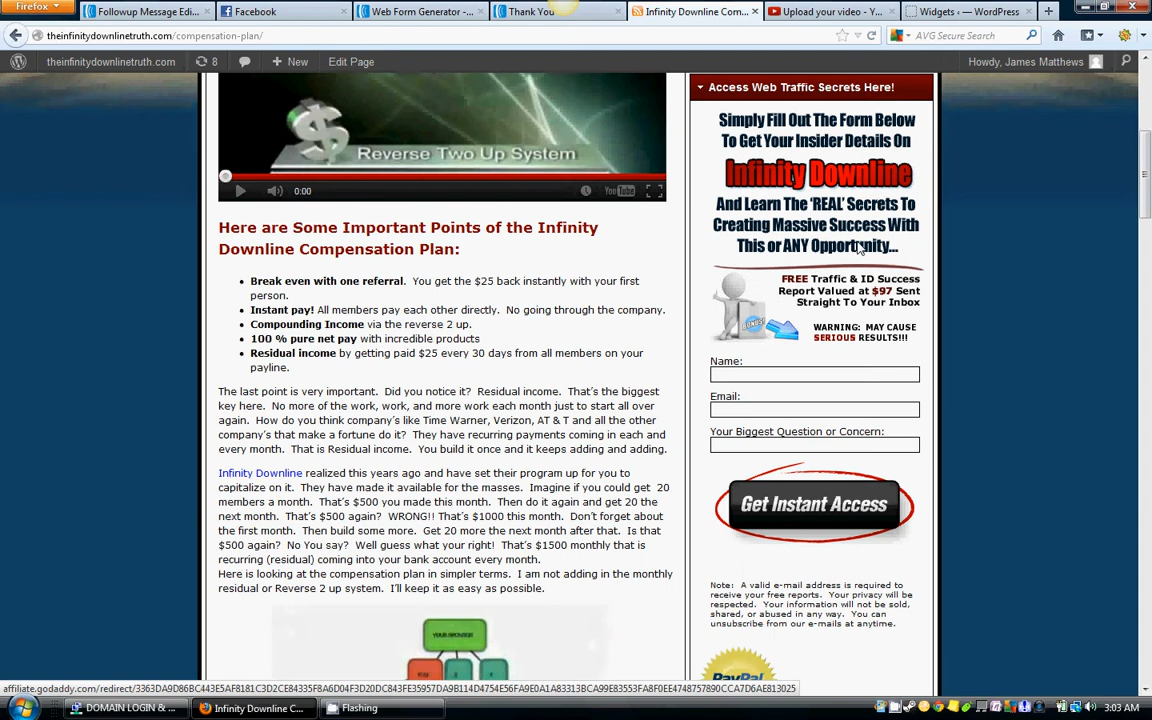 Firefox
Followup Message Edi...
Facebook
Web Form Generator -...
Thank You
Infinity Downline Com...
Upload your video - Y...
Widgets ‹ — WordPress
theinfinitydownlinetruth.com/compensation-plan/
AVG Secure Search
theinfinitydownlinetruth.com
8
New
Edit Page
Howdy, James Matthews
Reverse Two Up System
0:00
YouTube
Here are Some Important Points of the Infinity
Downline Compensation Plan:
Break even with one referral. You get the $25 back instantly with your first
person.
Instant pay! All members pay each other directly. No going through the company.
Compounding Income via the reverse 2 up.
100 % pure net pay with incredible products
Residual income by getting paid $25 every 30 days from all members on your
payline.
The last point is very important. Did you notice it? Residual income. That's the biggest
key here. No more of the work, work, and more work each month just to start all over
again. How do you think company's like Time Warner, Verizon, AT & T and all the other
company's that make a fortune do it? They have recurring payments coming in each and
every month. That is Residual income. You build it once and it keeps adding and adding.
Infinity Downline realized this years ago and have set their program up for you to
capitalize on it. They have made it available for the masses. Imagine if you could get 20
members a month. That's $500 you made this month. Then do it again and get 20 the
next month. That's $500 again? WRONG!! That's $1000 this month. Don't forget about
the first month. Then build some more. Get 20 more the next month after that. Is that
$500 again? No You say? Well guess what your right! That's $1500 monthly that is
recurring (residual) coming into your bank account every month.
Here is looking at the compensation plan in simpler terms. I am not adding in the monthly
residual or Reverse 2 up system. I'll keep it as easy as possible.
YOUR SPONSOR
Access Web Traffic Secrets Here!
Simply Fill Out The Form Below
To Get Your Insider Details On
Infinity Downline
And Learn The 'REAL' Secrets To
Creating Massive Success With
This or ANY Opportunity...
FREE Traffic & ID Success
Report Valued at $97 Sent
Straight To Your Inbox
BONUS!
WARNING: MAY CAUSE
SERIOUS RESULTS!!!
Name:
Email:
Your Biggest Question or Concern:
Get Instant Access
Note: A valid e-mail address is required to
receive your free reports. Your privacy will be
respected. Your information will not be sold,
shared, or abused in any way. You can
unsubscribe from our e-mails at anytime.
PayPal
DOMAIN LOGIN & ...
Infinity Downline C...
Flashing
3:03 AM